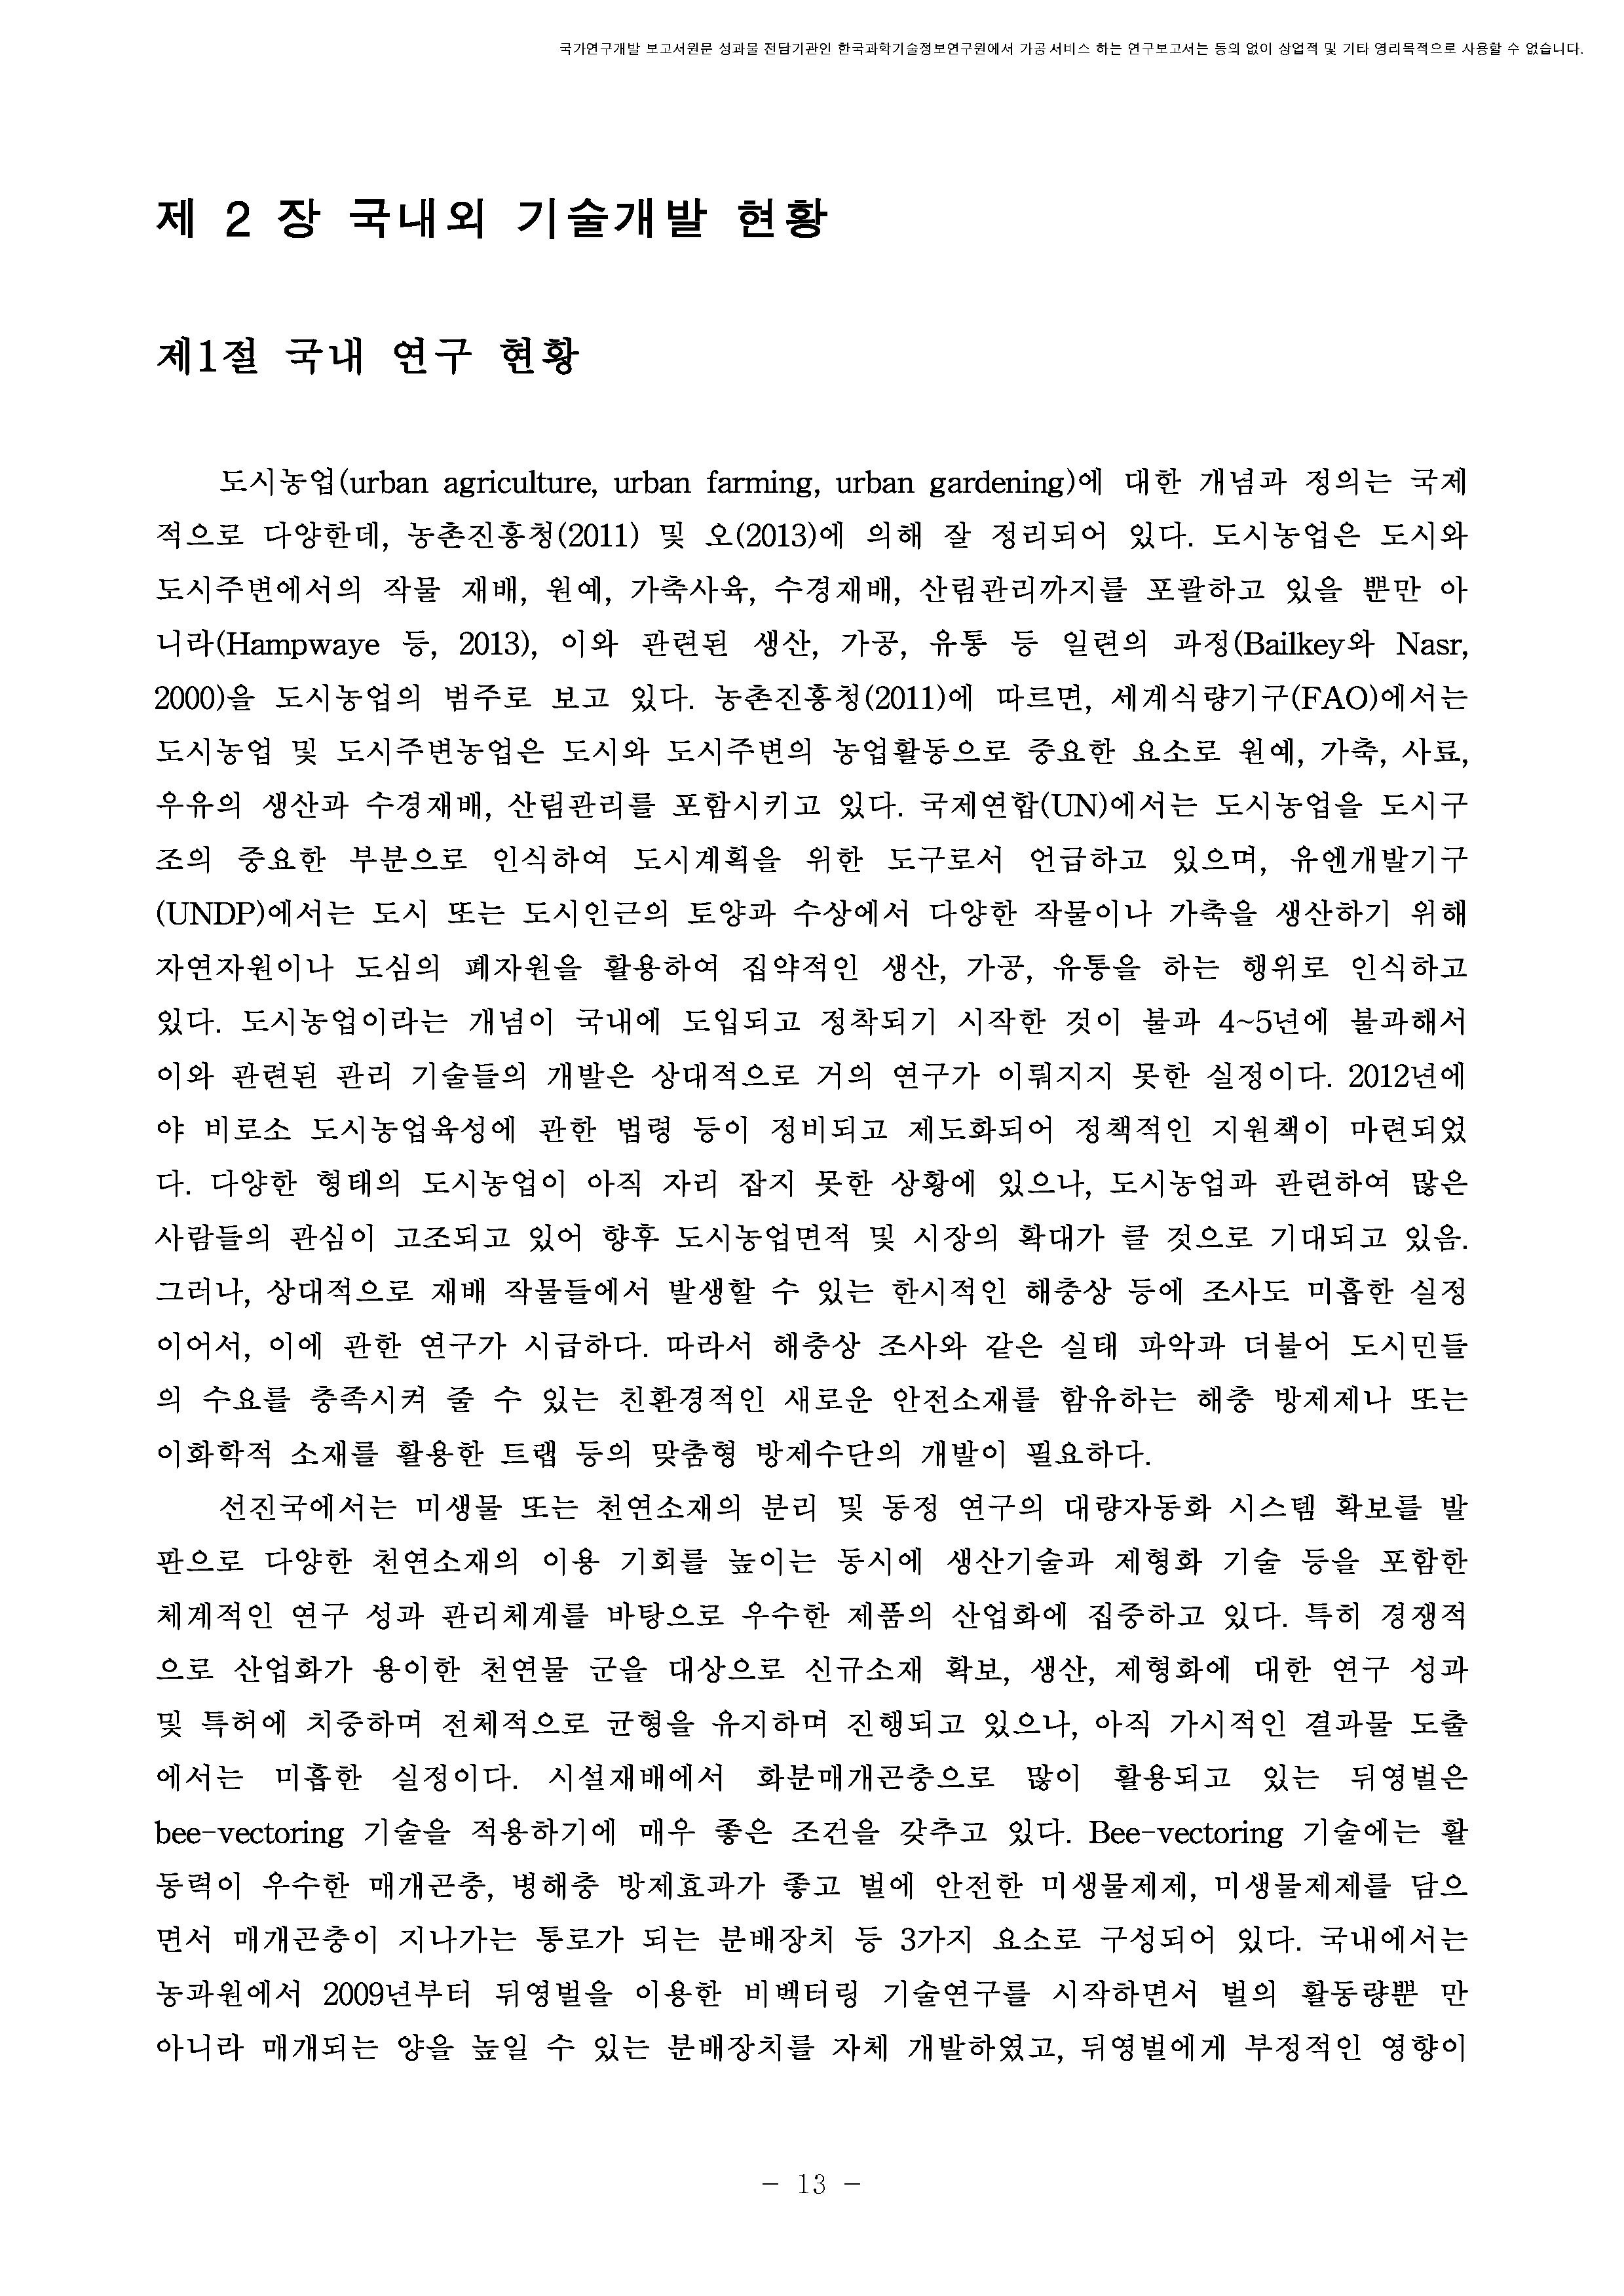 국가연구개발 보고서원문 성과물 전담기관인 한국과학기술정보연구원에서 가공·서비스 하는 연구보고서는 동의 없이 상업적 및 기타 영리목적으로 사용할 수 없습니다.
제 2 장 국내외 기술개발 현황
제1절 국내 연구 현황
도시농업(urban agriculture, urban farming, urban gardening)에 대한 개념과 정의는 국제
적으로 다양한데, 농촌진흥청(2011) 및 오(2013)에 의해 잘 정리되어 있다. 도시농업은 도시와
도시주변에서의 작물 재배, 원예, 가축사육, 수경재배, 산림관리까지를 포괄하고 있을 뿐만 아
니라(Hampwaye 등, 2013), 이와 관련된 생산, 가공, 유통 등 일련의 과정(Bailkey와 Nasr,
2000)을 도시농업의 범주로 보고 있다. 농촌진흥청(2011)에 따르면, 세계식량기구(FAO)에서는
도시농업 및 도시주변농업은 도시와 도시주변의 농업활동으로 중요한 요소로 원예, 가축, 사료,
우유의 생산과 수경재배, 산림관리를 포함시키고 있다. 국제연합(UN)에서는 도시농업을 도시구
조의 중요한 부분으로 인식하여 도시계획을 위한 도구로서 언급하고 있으며, 유엔개발기구
(UNDP)에서는 도시 또는 도시인근의 토양과 수상에서 다양한 작물이나 가축을 생산하기 위해
자연자원이나 도심의 폐자원을 활용하여 집약적인 생산, 가공, 유통을 하는 행위로 인식하고
있다. 도시농업이라는 개념이 국내에 도입되고 정착되기 시작한 것이 불과 4~5년에 불과해서
이와 관련된 관리 기술들의 개발은 상대적으로 거의 연구가 이뤄지지 못한 실정이다. 2012년에
야 비로소 도시농업육성에 관한 법령 등이 정비되고 제도화되어 정책적인 지원책이 마련되었
다. 다양한 형태의 도시농업이 아직 자리 잡지 못한 상황에 있으나, 도시농업과 관련하여 많은
사람들의 관심이 고조되고 있어 향후 도시농업면적 및 시장의 확대가 클 것으로 기대되고 있음.
그러나, 상대적으로 재배 작물들에서 발생할 수 있는 한시적인 해충상 등에 조사도 미흡한 실정
이어서, 이에 관한 연구가 시급하다. 따라서 해충상 조사와 같은 실태 파악과 더불어 도시민들
의 수요를 충족시켜 줄 수 있는 친환경적인 새로운 안전소재를 함유하는 해충 방제제나 또는
이화학적 소재를 활용한 트랩 등의 맞춤형 방제수단의 개발이 필요하다.
선진국에서는 미생물 또는 천연소재의 분리 및 동정 연구의 대량자동화 시스템 확보를 발
판으로 다양한 천연소재의 이용 기회를 높이는 동시에 생산기술과 제형화 기술 등을 포함한
체계적인 연구 성과 관리체계를 바탕으로 우수한 제품의 산업화에 집중하고 있다. 특히 경쟁적
으로 산업화가 용이한 천연물 군을 대상으로 신규소재 확보, 생산, 제형화에 대한 연구 성과
및 특허에 치중하며 전체적으로 균형을 유지하며 진행되고 있으나, 아직 가시적인 결과물 도출
에서는 미흡한 실정이다. 시설재배에서 화분매개곤충으로 많이 활용되고 있는 뒤영벌은
bee-vectoring 기술을 적용하기에 매우 좋은 조건을 갖추고 있다. Bee-vectoring 기술에는 활
동력이 우수한 매개곤충, 병해충 방제효과가 좋고 벌에 안전한 미생물제제, 미생물제제를 담으
면서 매개곤충이 지나가는 통로가 되는 분배장치 등 3가지 요소로 구성되어 있다. 국내에서는
농과원에서 2009년부터 뒤영벌을 이용한 비벡터링 기술연구를 시작하면서 벌의 활동량뿐 만
아니라 매개되는 양을 높일 수 있는 분배장치를 자체 개발하였고, 뒤영벌에게 부정적인 영향이
- 13 -